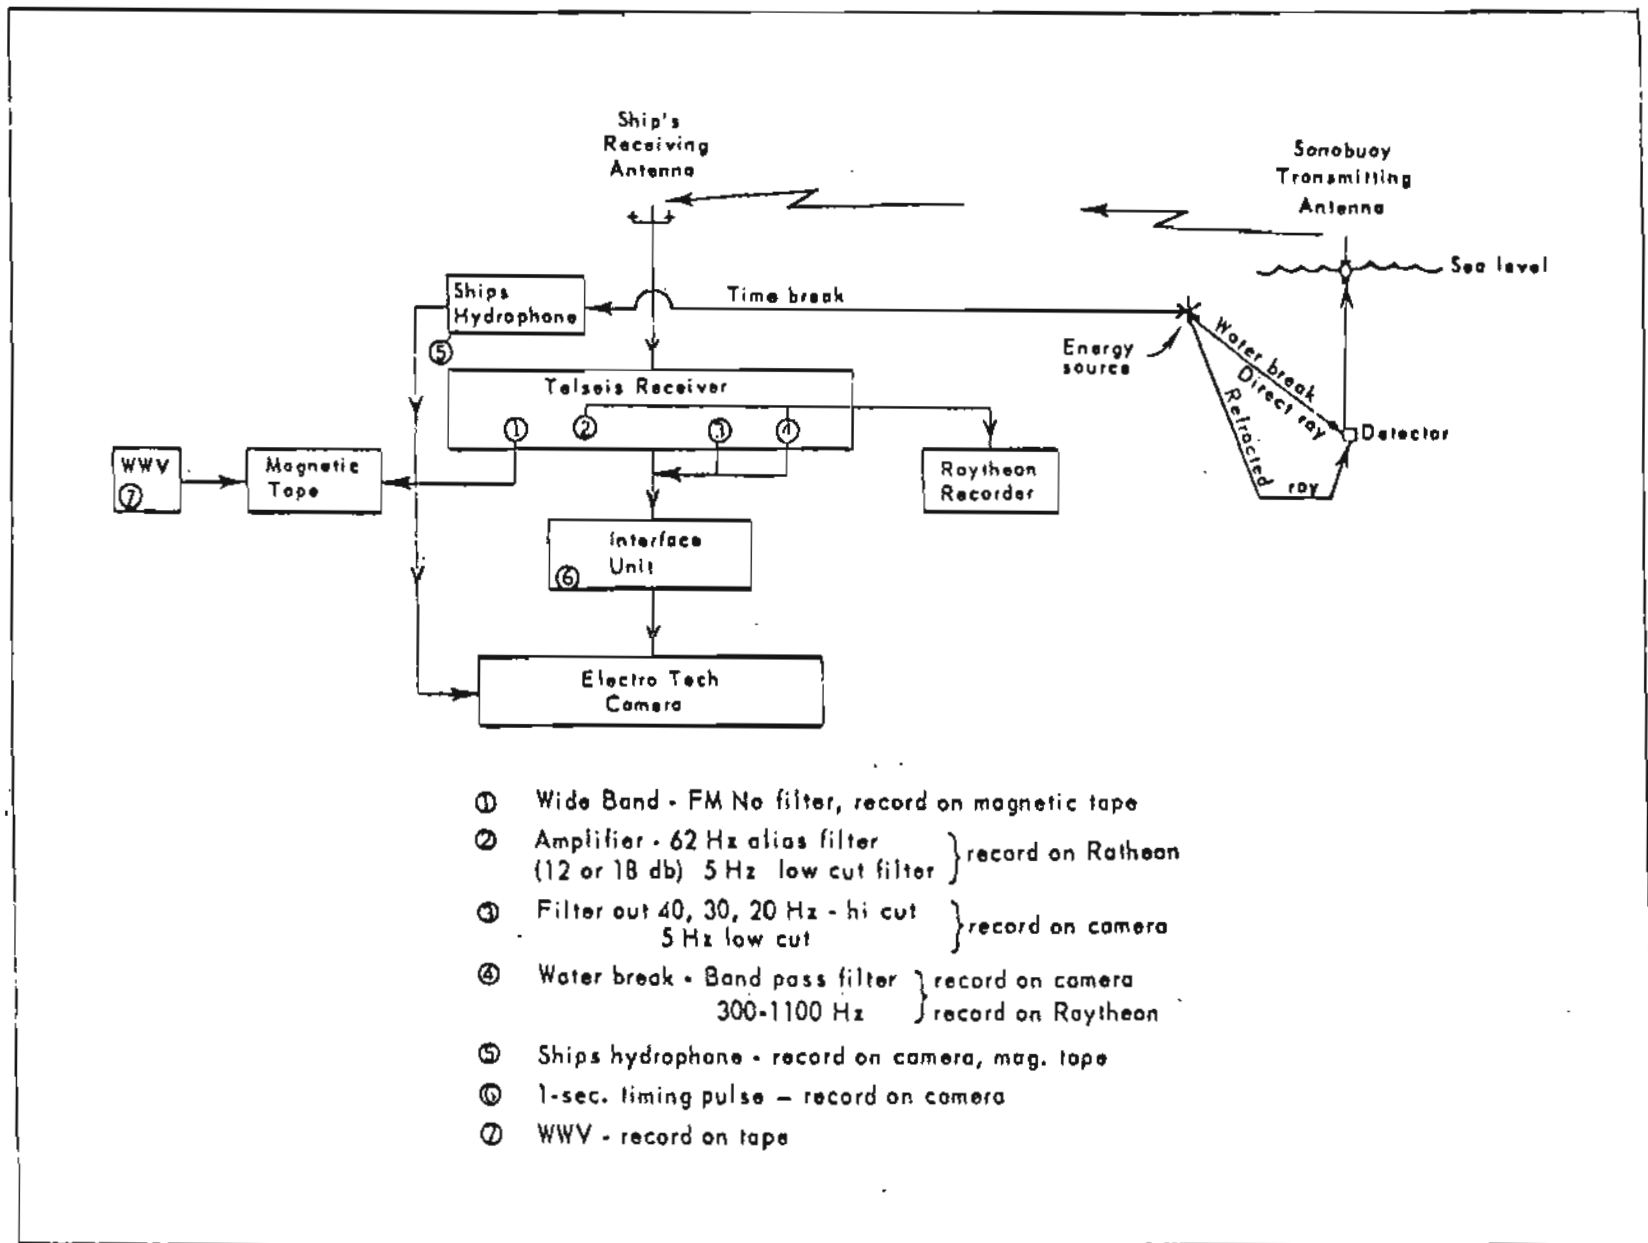 Ship's
Receiving
Antenna
Sonobuoy
Transmitting
Antenna
Sea level
Ships
Hydrophone
⑤
Time break
Energy
source
Water break
Direct ray
Refracted ray
Detector
Telseis Receiver
① ② ③ ④
WWV
⑦
Magnetic
Tape
Raytheon
Recorder
Interface
Unit
⑥
Electro Tech
Camera
① Wide Band - FM No filter, record on magnetic tape
② Amplifier - 62 Hz alias filter
(12 or 18 db) 5 Hz low cut filter } record on Ratheon
③ Filter out 40, 30, 20 Hz - hi cut
5 Hz low cut } record on camera
④ Water break - Band pass filter } record on camera
300-1100 Hz } record on Raytheon
⑤ Ships hydrophone - record on camera, mag. tape
⑥ 1-sec. timing pulse – record on camera
⑦ WWV - record on tape